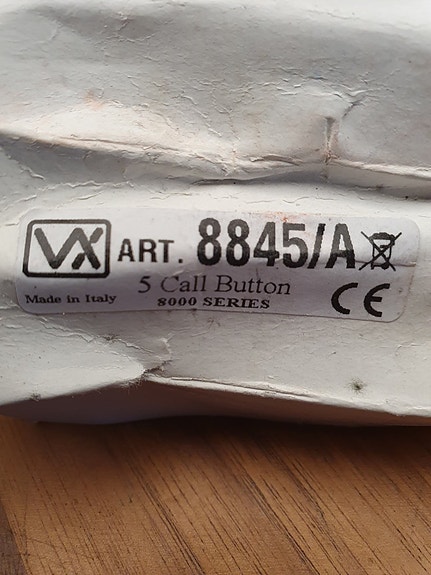 VX ART. 8845/A
5 Call Button
Made in Italy 8000 SERIES CE